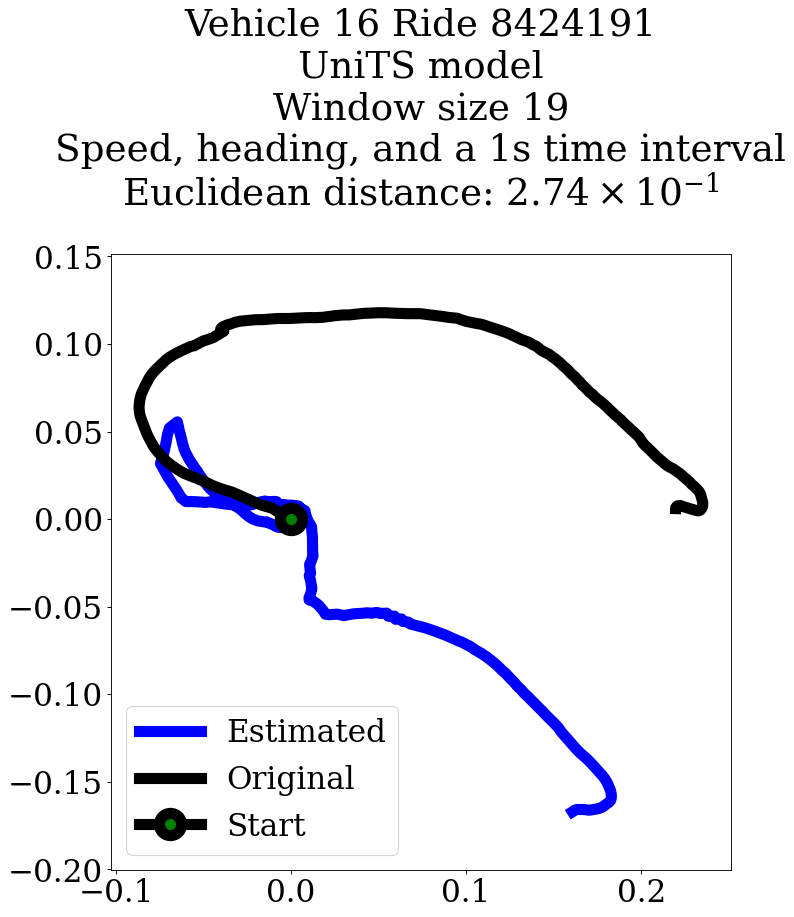 Vehicle 16 Ride 8424191
UniTS model
Window size 19
Speed, heading, and a 1s time interval
Euclidean distance: 2.74 × 10⁻¹
0.15
0.10
0.05
0.00
−0.05
−0.10
−0.15
−0.20
Estimated
Original
Start
−0.1
0.0
0.1
0.2